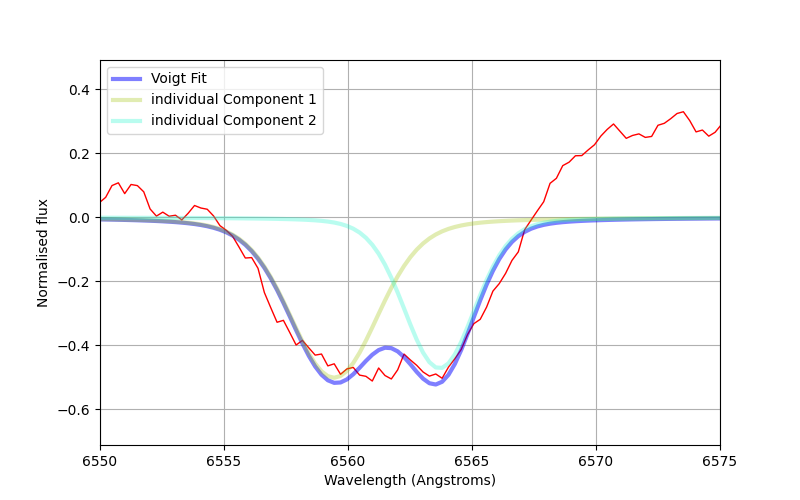 Voigt Fit
individual Component 1
individual Component 2
0.4
0.2
0.0
−0.2
−0.4
−0.6
Normalised flux
6550 6555 6560 6565 6570 6575
Wavelength (Angstroms)